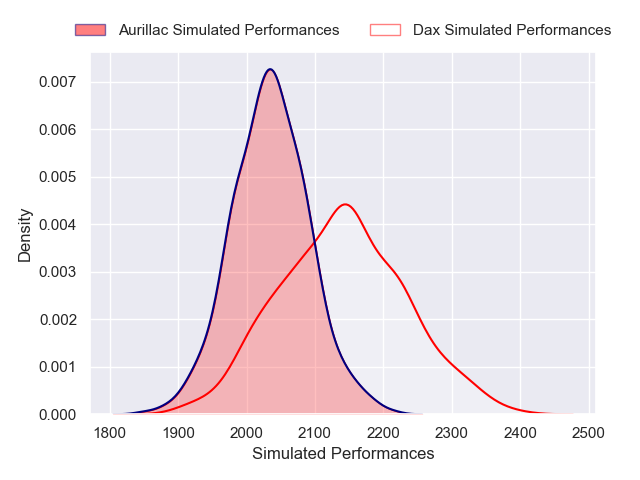 Aurillac Simulated Performances
Dax Simulated Performances
0.007
0.006
0.005
0.004
0.003
0.002
0.001
0.000
Density
1800 1900 2000 2100 2200 2300 2400 2500
Simulated Performances